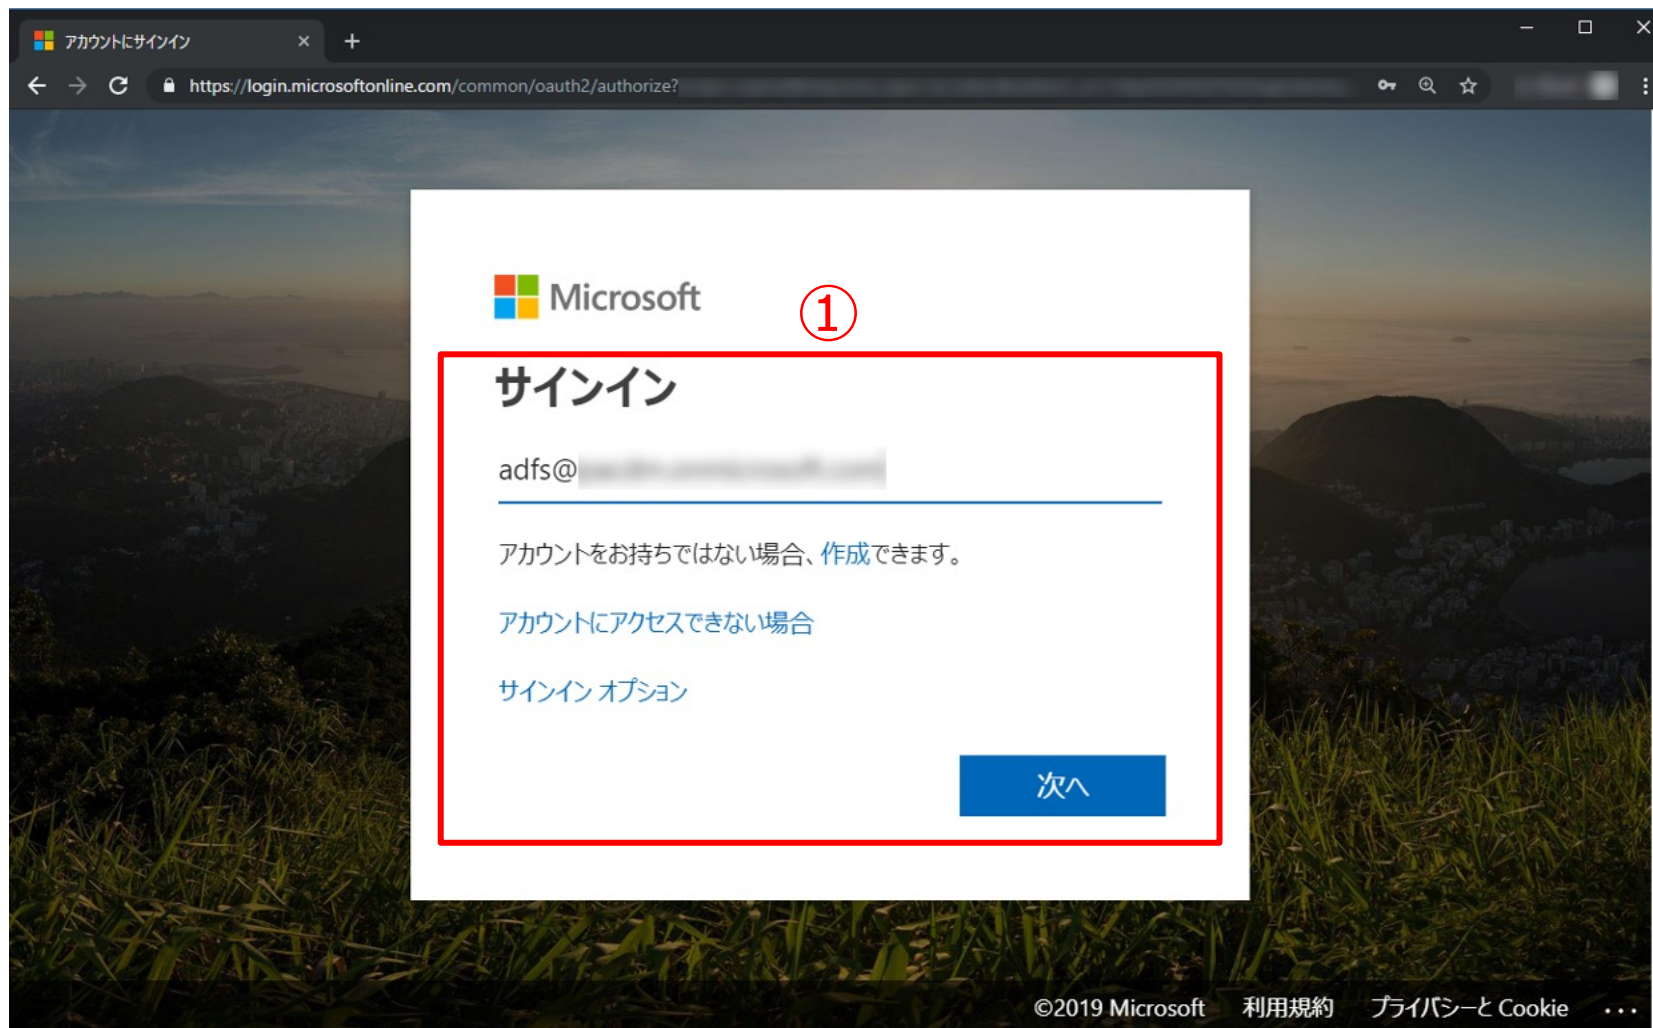 アカウントにサインイン
https://login.microsoftonline.com/common/oauth2/authorize?
Microsoft
①
サインイン
adfs@
アカウントをお持ちではない場合、作成できます。
アカウントにアクセスできない場合
サインイン オプション
次へ
©2019 Microsoft 利用規約 プライバシーと Cookie ...